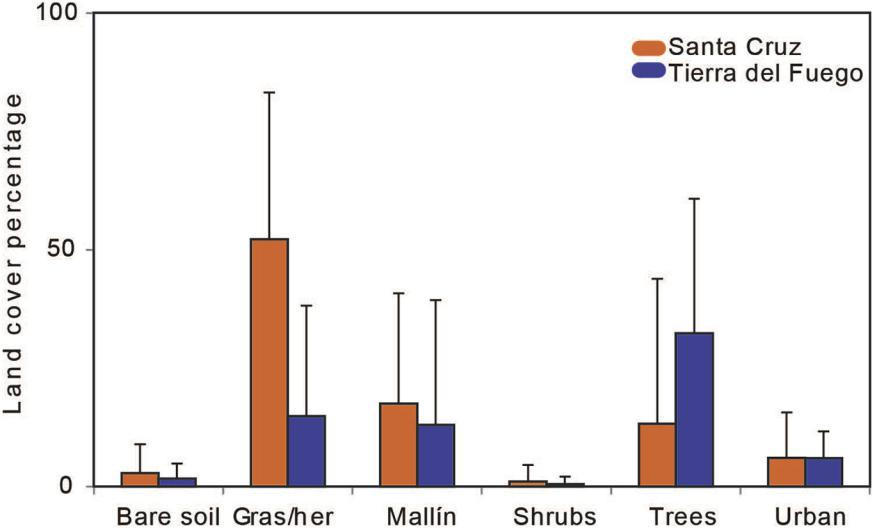 100
Santa Cruz
Tierra del Fuego
Land cover percentage
50
0
Bare soil Gras/her Mallín Shrubs Trees Urban